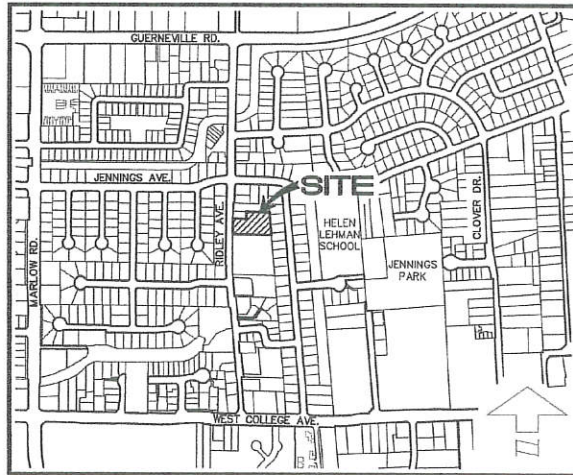 GUERNEVILLE RD.
JENNINGS AVE.
SITE
RIDLEY AVE.
MARLOW RD.
HELEN
LEHMAN
SCHOOL
JENNINGS
PARK
CLOVER DR.
WEST COLLEGE AVE.
N